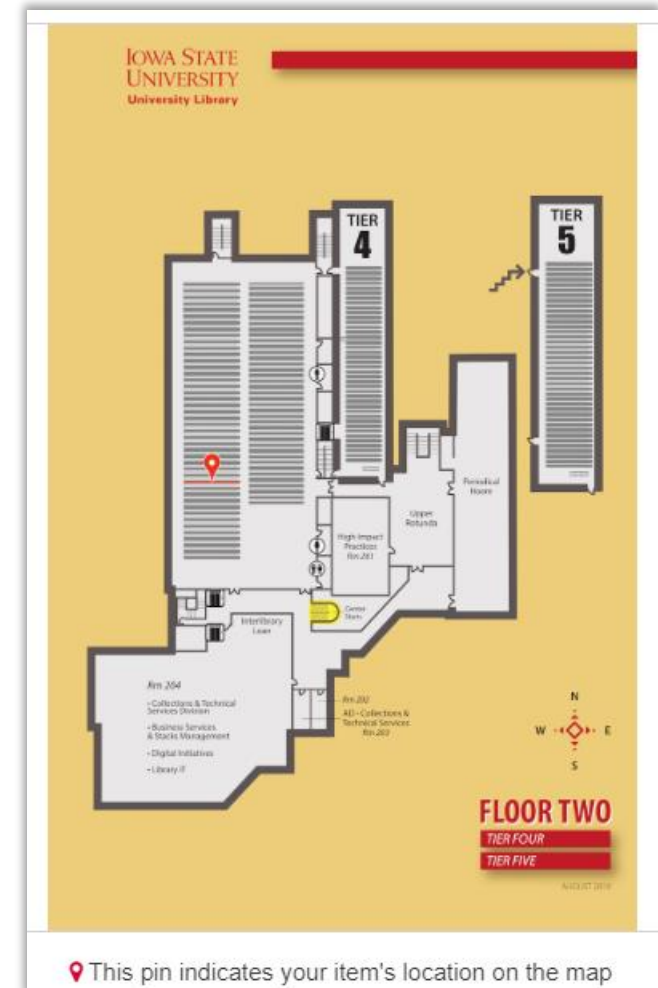 IOWA STATE
UNIVERSITY
University Library
TIER
4
TIER
5
Periodical
Room
Upper
Rotunda
High Impact
Practices
Rm 281
Center
Stairs
Interlibrary
Loan
Rm 204
• Collections & Technical
Services Division
• Business Services
& Stacks Management
• Digital Initiatives
• Library IT
Rm 202
AD - Collections &
Technical Services
Rm 203
N
W
E
S
FLOOR TWO
TIER FOUR
TIER FIVE
This pin indicates your item's location on the map